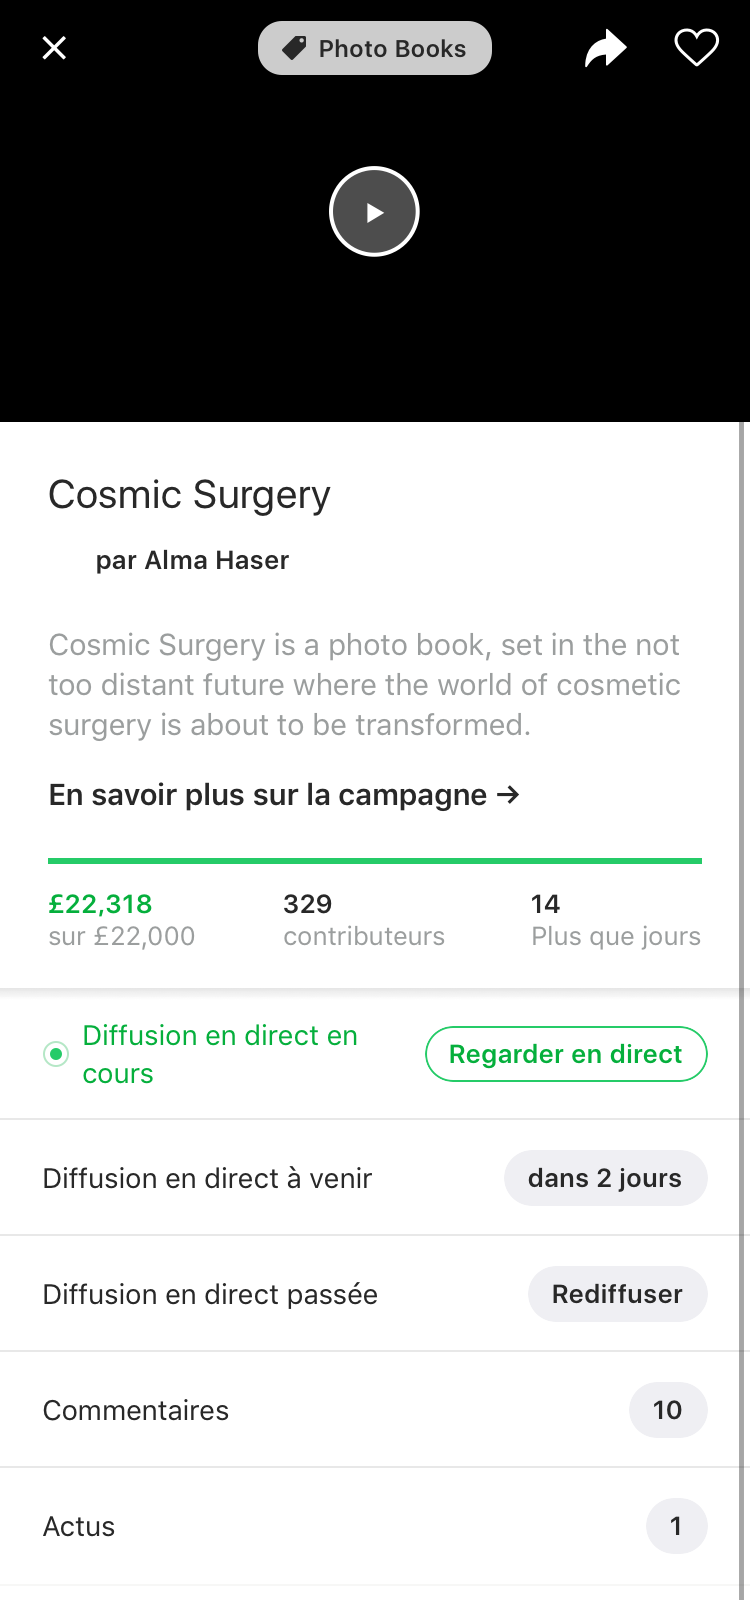 Photo Books
Cosmic Surgery
par Alma Haser
Cosmic Surgery is a photo book, set in the not
too distant future where the world of cosmetic
surgery is about to be transformed.
En savoir plus sur la campagne →
£22,318
sur £22,000
329
contributeurs
14
Plus que jours
Diffusion en direct en
cours
Regarder en direct
Diffusion en direct à venir
dans 2 jours
Diffusion en direct passée
Rediffuser
Commentaires
10
Actus
1